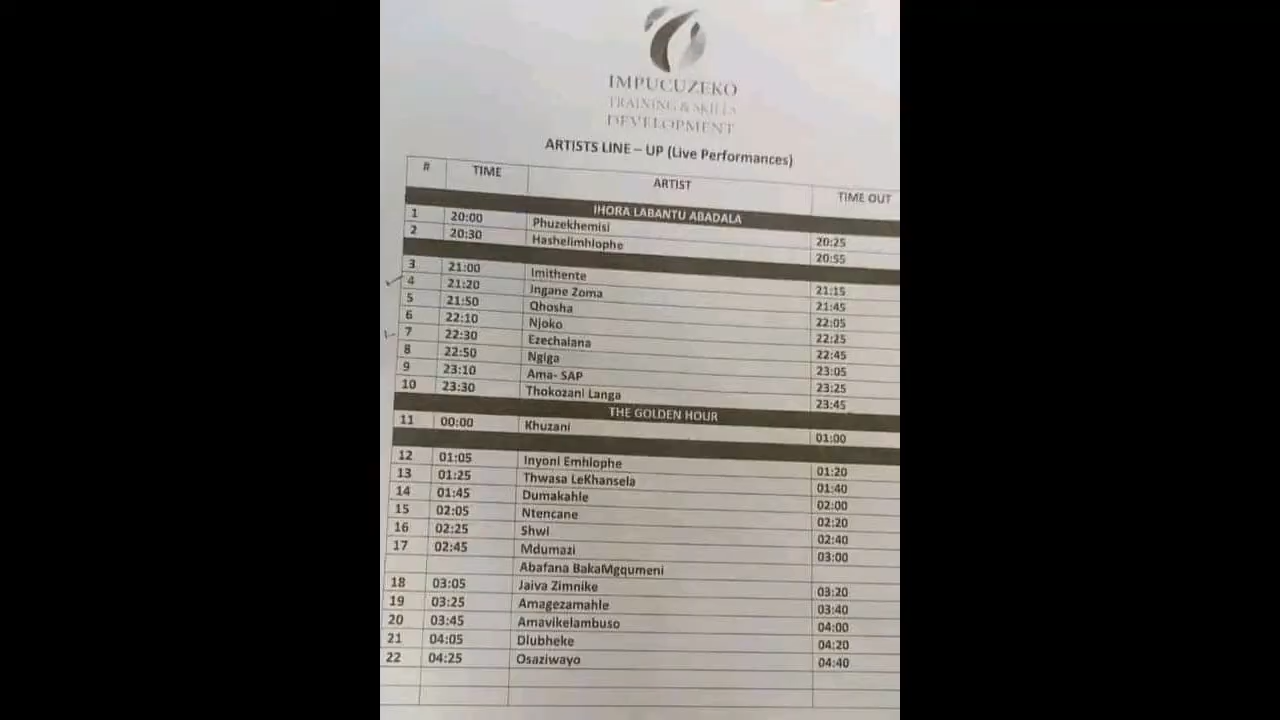 IMPUCUZEKO
TRAINING & SKILLS
DEVELOPMENT
ARTISTS LINE – UP (Live Performances)
# TIME ARTIST TIME OUT
IHORA LABANTU ABADALA
1 20:00 Phuzekhemisi 20:25
2 20:30 Hashelimhlophe 20:55
3 21:00 Imithente 21:15
4 21:20 Ingane Zoma 21:45
5 21:50 Qhosha 22:05
6 22:10 Njoko 22:25
7 22:30 Ezechalana 22:45
8 22:50 Ngiga 23:05
9 23:10 Ama- SAP 23:25
10 23:30 Thokozani Langa 23:45
THE GOLDEN HOUR
11 00:00 Khuzani 01:00
12 01:05 Inyoni Emhlophe 01:20
13 01:25 Thwasa LeKhansela 01:40
14 01:45 Dumakahle 02:00
15 02:05 Ntencane 02:20
16 02:25 Shwi 02:40
17 02:45 Mdumazi 03:00
Abafana BakaMgqumeni
18 03:05 Jaiva Zimnike 03:20
19 03:25 Amagezamahle 03:40
20 03:45 Amavikelambuso 04:00
21 04:05 Dlubheke 04:20
22 04:25 Osaziwayo 04:40